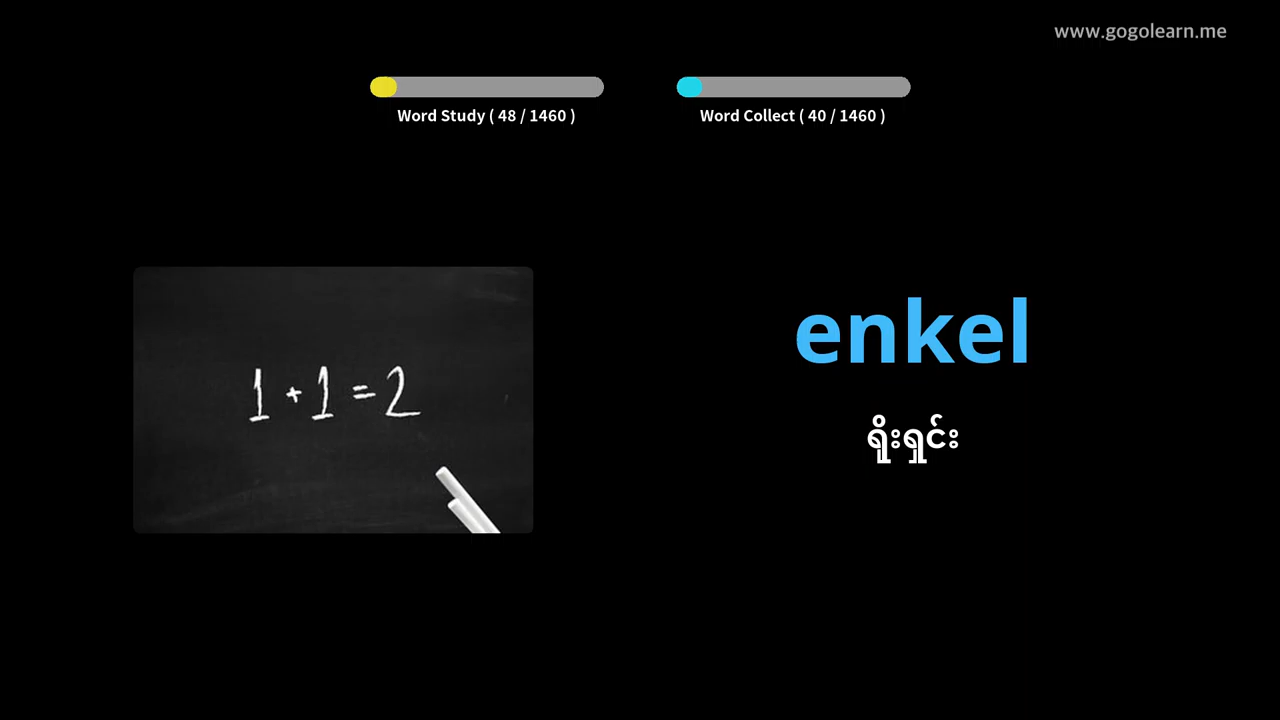 www.gogolearn.me
Word Study ( 48 / 1460 )
Word Collect ( 40 / 1460 )
1 + 1 = 2
enkel
ရိုးရှင်း